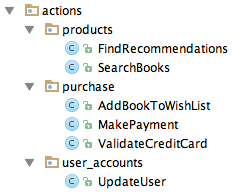 actions
products
C FindRecommendations
C SearchBooks
purchase
C AddBookToWishList
C MakePayment
C ValidateCreditCard
user_accounts
C UpdateUser